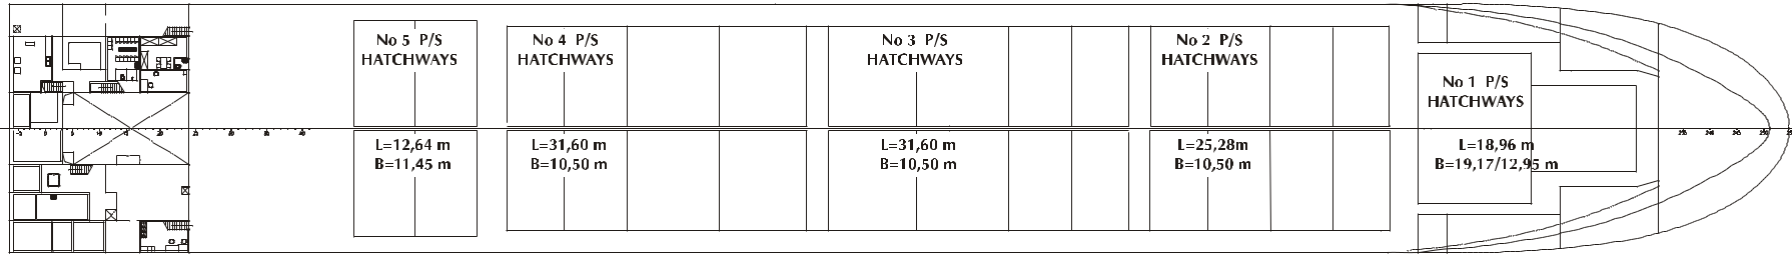 No 5 P/S
HATCHWAYS
No 4 P/S
HATCHWAYS
No 3 P/S
HATCHWAYS
No 2 P/S
HATCHWAYS
No 1 P/S
HATCHWAYS
L=12,64 m
B=11,45 m
L=31,60 m
B=10,50 m
L=31,60 m
B=10,50 m
L=25,28m
B=10,50 m
L=18,96 m
B=19,17/12,95 m